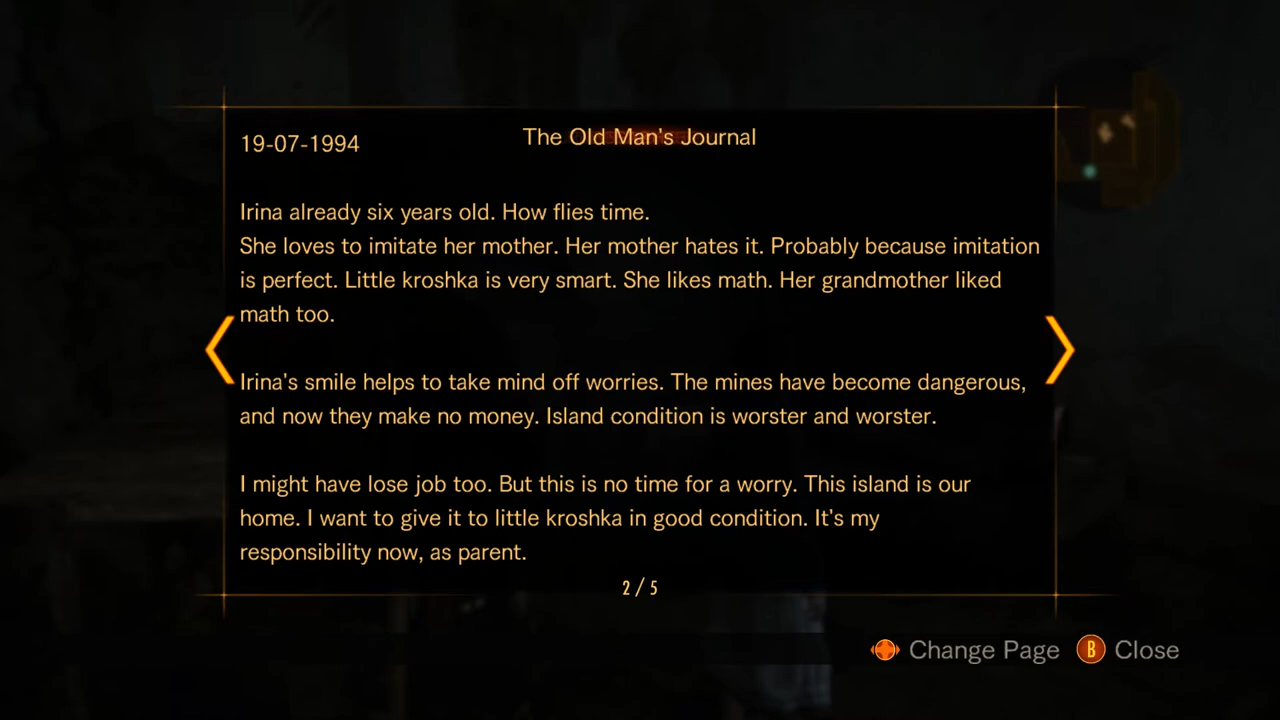 The Old Man's Journal
19-07-1994
Irina already six years old. How flies time.
She loves to imitate her mother. Her mother hates it. Probably because imitation
is perfect. Little kroshka is very smart. She likes math. Her grandmother liked
math too.
Irina's smile helps to take mind off worries. The mines have become dangerous,
and now they make no money. Island condition is worster and worster.
I might have lose job too. But this is no time for a worry. This island is our
home. I want to give it to little kroshka in good condition. It's my
responsibility now, as parent.
2 / 5
Change Page B Close